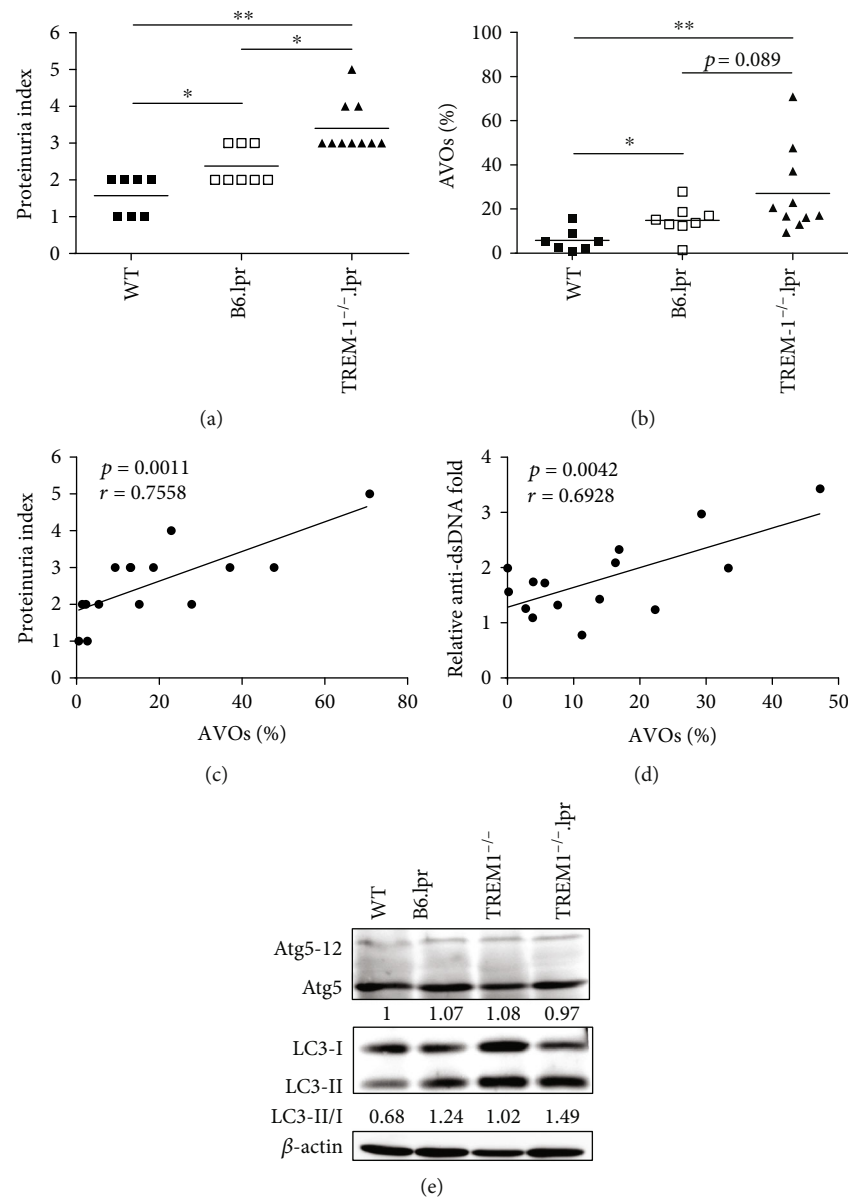 **
*
*
Proteinuria index
6
5
4
3
2
1
0
WT
B6.lpr
TREM-1−/−.lpr
(a)
**
p = 0.089
*
AVOs (%)
100
80
60
40
20
0
WT
B6.lpr
TREM-1−/−.lpr
(b)
p = 0.0011
r = 0.7558
Proteinuria index
6
5
4
3
2
1
0
0 20 40 60 80
AVOs (%)
(c)
p = 0.0042
r = 0.6928
Relative anti-dsDNA fold
4
3
2
1
0
0 10 20 30 40 50
AVOs (%)
(d)
WT
B6.lpr
TREM1−/−
TREM1−/−.lpr
Atg5-12
Atg5
1 1.07 1.08 0.97
LC3-I
LC3-II
LC3-II/I 0.68 1.24 1.02 1.49
β-actin
(e)